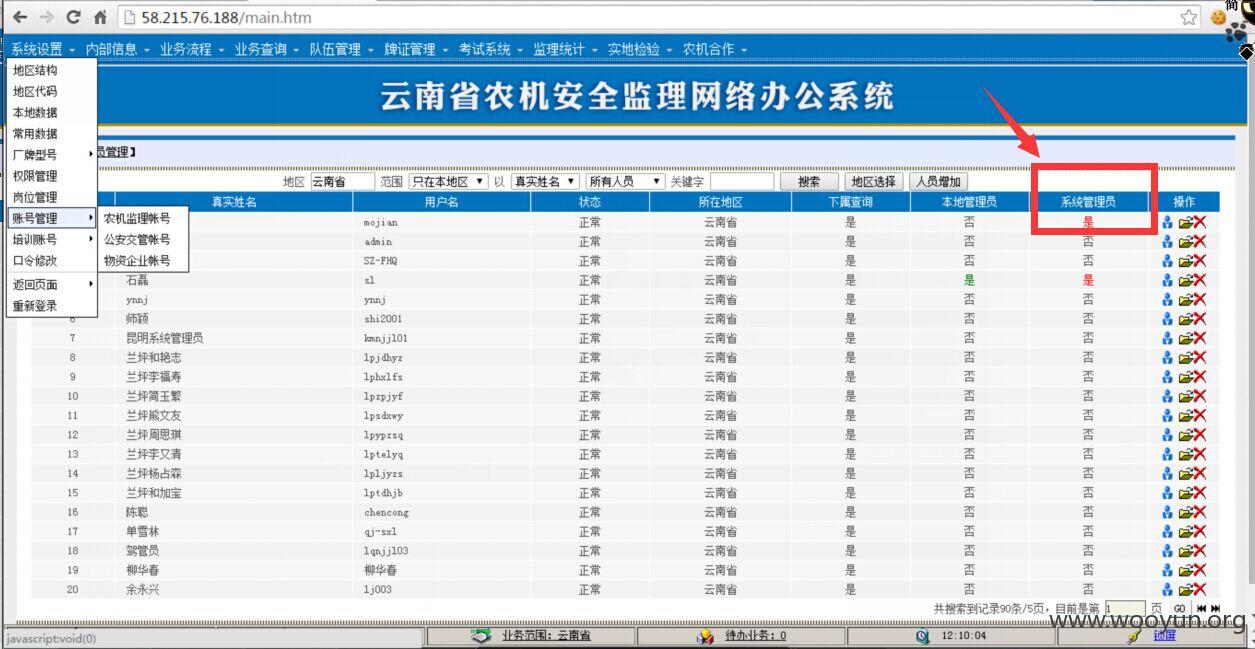 58.215.76.188/main.htm
系统设置 内部信息 业务流程 业务查询 队伍管理 牌证管理 考试系统 监理统计 实地检验 农机合作
云南省农机安全监理网络办公系统
地区结构
地区代码
本地数据
常用数据
厂牌型号
权限管理
岗位管理
账号管理
培训账号
口令修改
返回页面
重新登录
农机监理帐号
公安交管帐号
物资企业帐号
员管理】
地区 云南省 范围 只在本地区 以 真实姓名 所有人员 关键字 搜索 地区选择 人员增加
真实姓名 用户名 状态 所在地区 下属查询 本地管理员 系统管理员 操作
mojian 正常 云南省 是 否 是
admin 正常 云南省 是 否 否
SZ-FHQ 正常 云南省 是 否 否
石磊 sl 正常 云南省 是 是 是
ynnj ynnj 正常 云南省 是 否 否
6 师颖 shi2001 正常 云南省 是 否 否
7 昆明系统管理员 kmnjjl01 正常 云南省 是 否 否
8 兰坪和艳志 lpjdhyz 正常 云南省 是 否 否
9 兰坪李福寿 lphxlfs 正常 云南省 是 否 否
10 兰坪简玉繁 lpzpjyf 正常 云南省 是 否 否
11 兰坪熊文友 lpsdxwy 正常 云南省 是 否 否
12 兰坪周思琪 lpypzsq 正常 云南省 是 否 否
13 兰坪李又清 lptelyq 正常 云南省 是 否 否
14 兰坪杨占森 lpljyzs 正常 云南省 是 否 否
15 兰坪和加宝 lptdhjb 正常 云南省 是 否 否
16 陈聪 chencong 正常 云南省 是 否 否
17 单雪林 qj-sxl 正常 云南省 是 否 否
18 驾管员 lqnjjl03 正常 云南省 是 否 否
19 柳华春 柳华春 正常 云南省 是 否 否
20 余永兴 lj003 正常 云南省 是 否 否
共搜索到记录90条/5页，目前是第 1 页 GO
www.wooyun.org
javascript:void(0) 业务范围：云南省 待办业务：0 12:10:04 锁屏
简